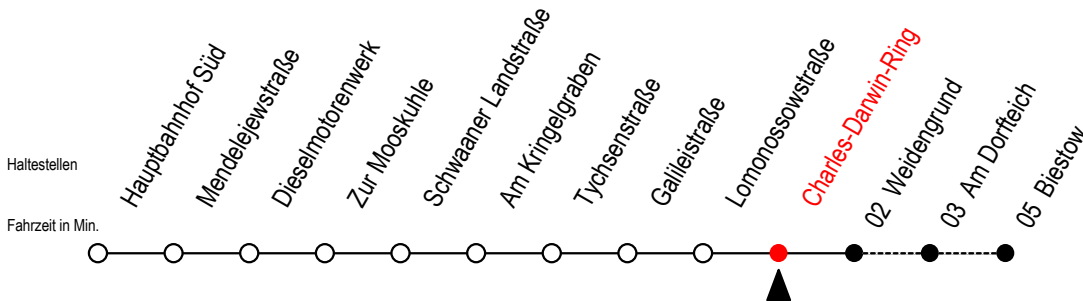 Haltestellen
Fahrzeit in Min.
Hauptbahnhof Süd
Mendelejewstraße
Dieselmotorenwerk
Zur Mooskuhle
Schwaaner Landstraße
Am Kringelgraben
Tychsenstraße
Galileistraße
Lomonossowstraße
Charles-Darwin-Ring
02 Weidengrund
03 Am Dorfteich
05 Biestow